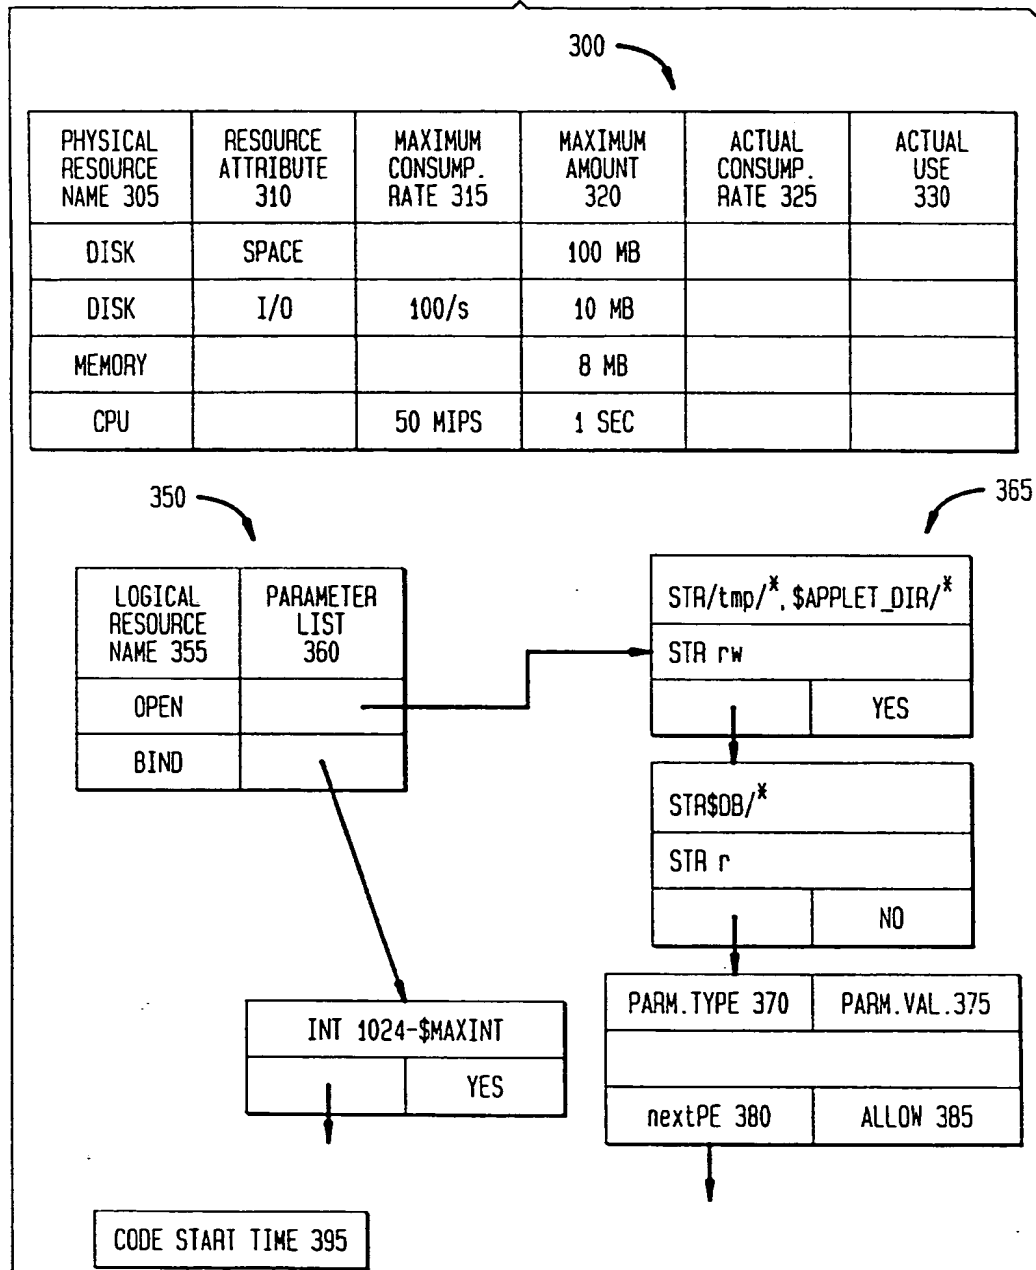 300
PHYSICAL RESOURCE NAME 305 RESOURCE ATTRIBUTE 310 MAXIMUM CONSUMP. RATE 315 MAXIMUM AMOUNT 320 ACTUAL CONSUMP. RATE 325 ACTUAL USE 330
DISK SPACE 100 MB
DISK I/O 100/s 10 MB
MEMORY 8 MB
CPU 50 MIPS 1 SEC
350
365
LOGICAL RESOURCE NAME 355 PARAMETER LIST 360
OPEN
BIND
STR/tmp/*, $APPLET_DIR/*
STR rw
YES
STR$DB/*
STR r
NO
PARM.TYPE 370 PARM.VAL.375
nextPE 380 ALLOW 385
INT 1024-$MAXINT
YES
CODE START TIME 395